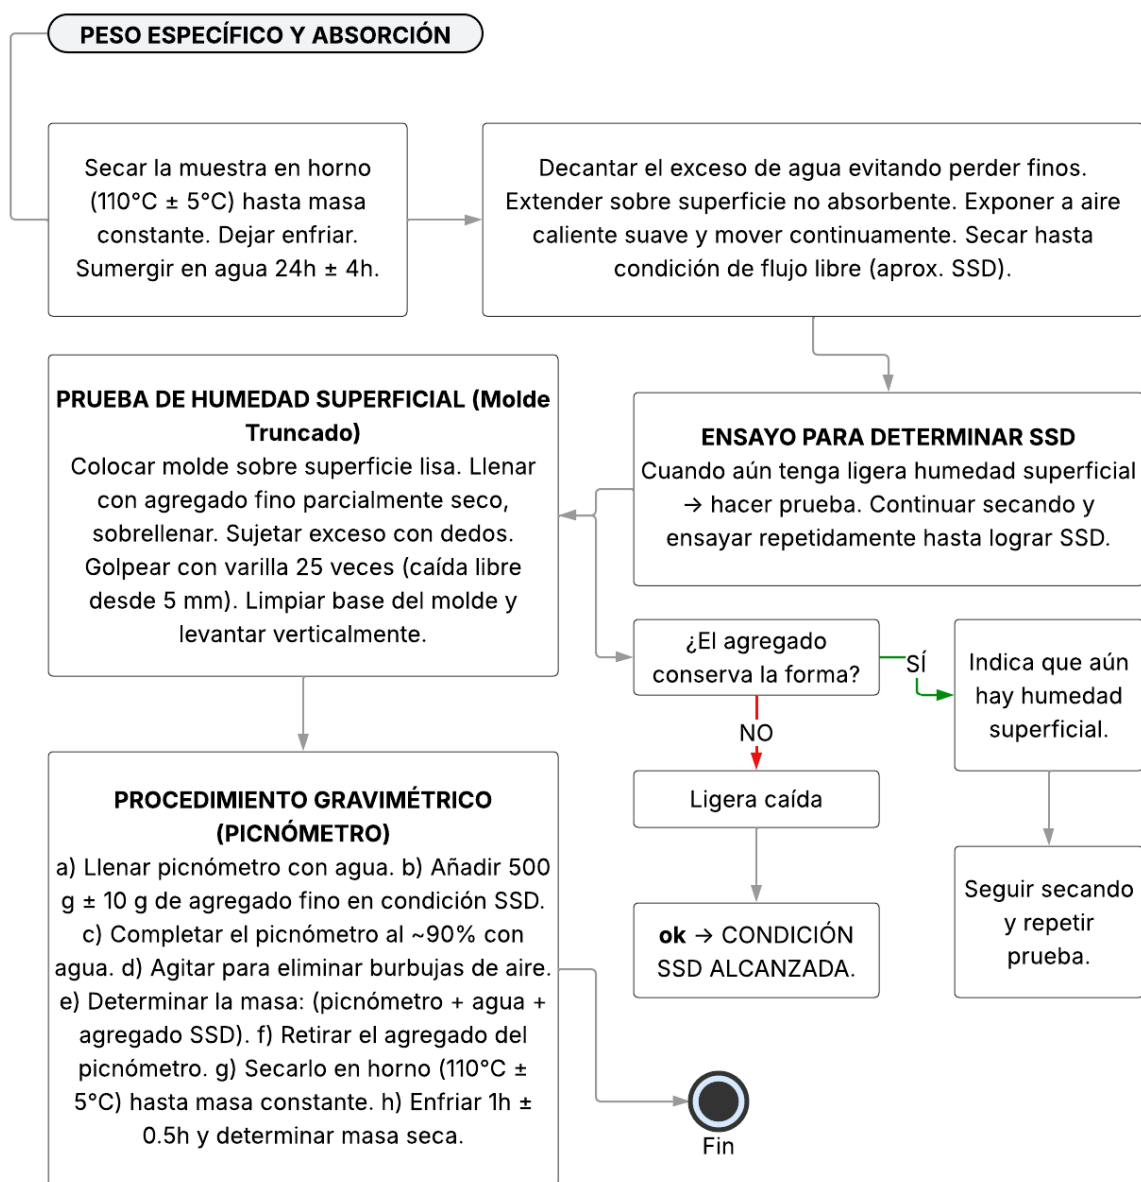 PESO ESPECÍFICO Y ABSORCIÓN
Secar la muestra en horno
(110°C ± 5°C) hasta masa
constante. Dejar enfriar.
Sumergir en agua 24h ± 4h.
Decantar el exceso de agua evitando perder finos.
Extender sobre superficie no absorbente. Exponer a aire
caliente suave y mover continuamente. Secar hasta
condición de flujo libre (aprox. SSD).
ENSAYO PARA DETERMINAR SSD
Cuando aún tenga ligera humedad superficial
→ hacer prueba. Continuar secando y
ensayar repetidamente hasta lograr SSD.
PRUEBA DE HUMEDAD SUPERFICIAL (Molde
Truncado)
Colocar molde sobre superficie lisa. Llenar
con agregado fino parcialmente seco,
sobrellenar. Sujetar exceso con dedos.
Golpear con varilla 25 veces (caída libre
desde 5 mm). Limpiar base del molde y
levantar verticalmente.
¿El agregado
conserva la forma?
SÍ
Indica que aún
hay humedad
superficial.
NO
Ligera caída
Seguir secando
y repetir
prueba.
ok → CONDICIÓN
SSD ALCANZADA.
PROCEDIMIENTO GRAVIMÉTRICO
(PICNÓMETRO)
a) Llenar picnómetro con agua. b) Añadir 500
g ± 10 g de agregado fino en condición SSD.
c) Completar el picnómetro al ~90% con
agua. d) Agitar para eliminar burbujas de aire.
e) Determinar la masa: (picnómetro + agua +
agregado SSD). f) Retirar el agregado del
picnómetro. g) Secarlo en horno (110°C ±
5°C) hasta masa constante. h) Enfriar 1h ±
0.5h y determinar masa seca.
Fin